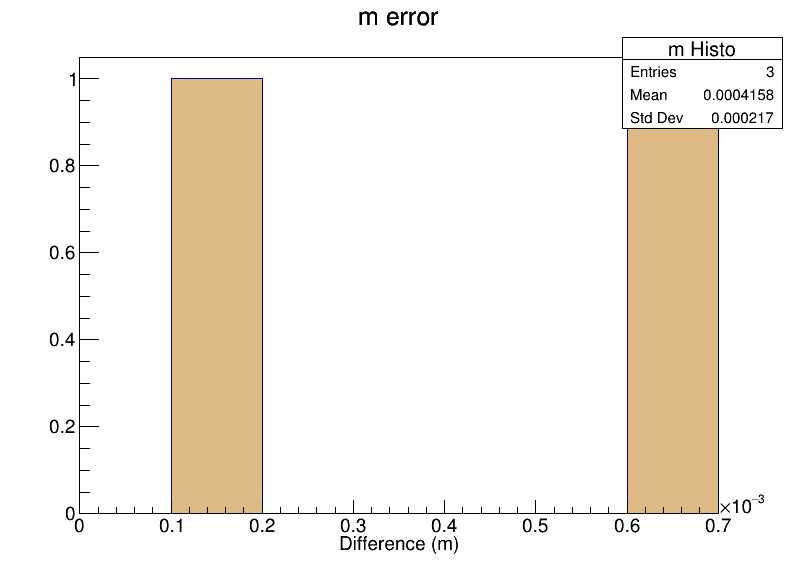 m error
m Histo
Entries 3
Mean 0.0004158
Std Dev 0.000217
1
0.8
0.6
0.4
0.2
0
0 0.1 0.2 0.3 0.4 0.5 0.6 0.7
×10⁻³
Difference (m)